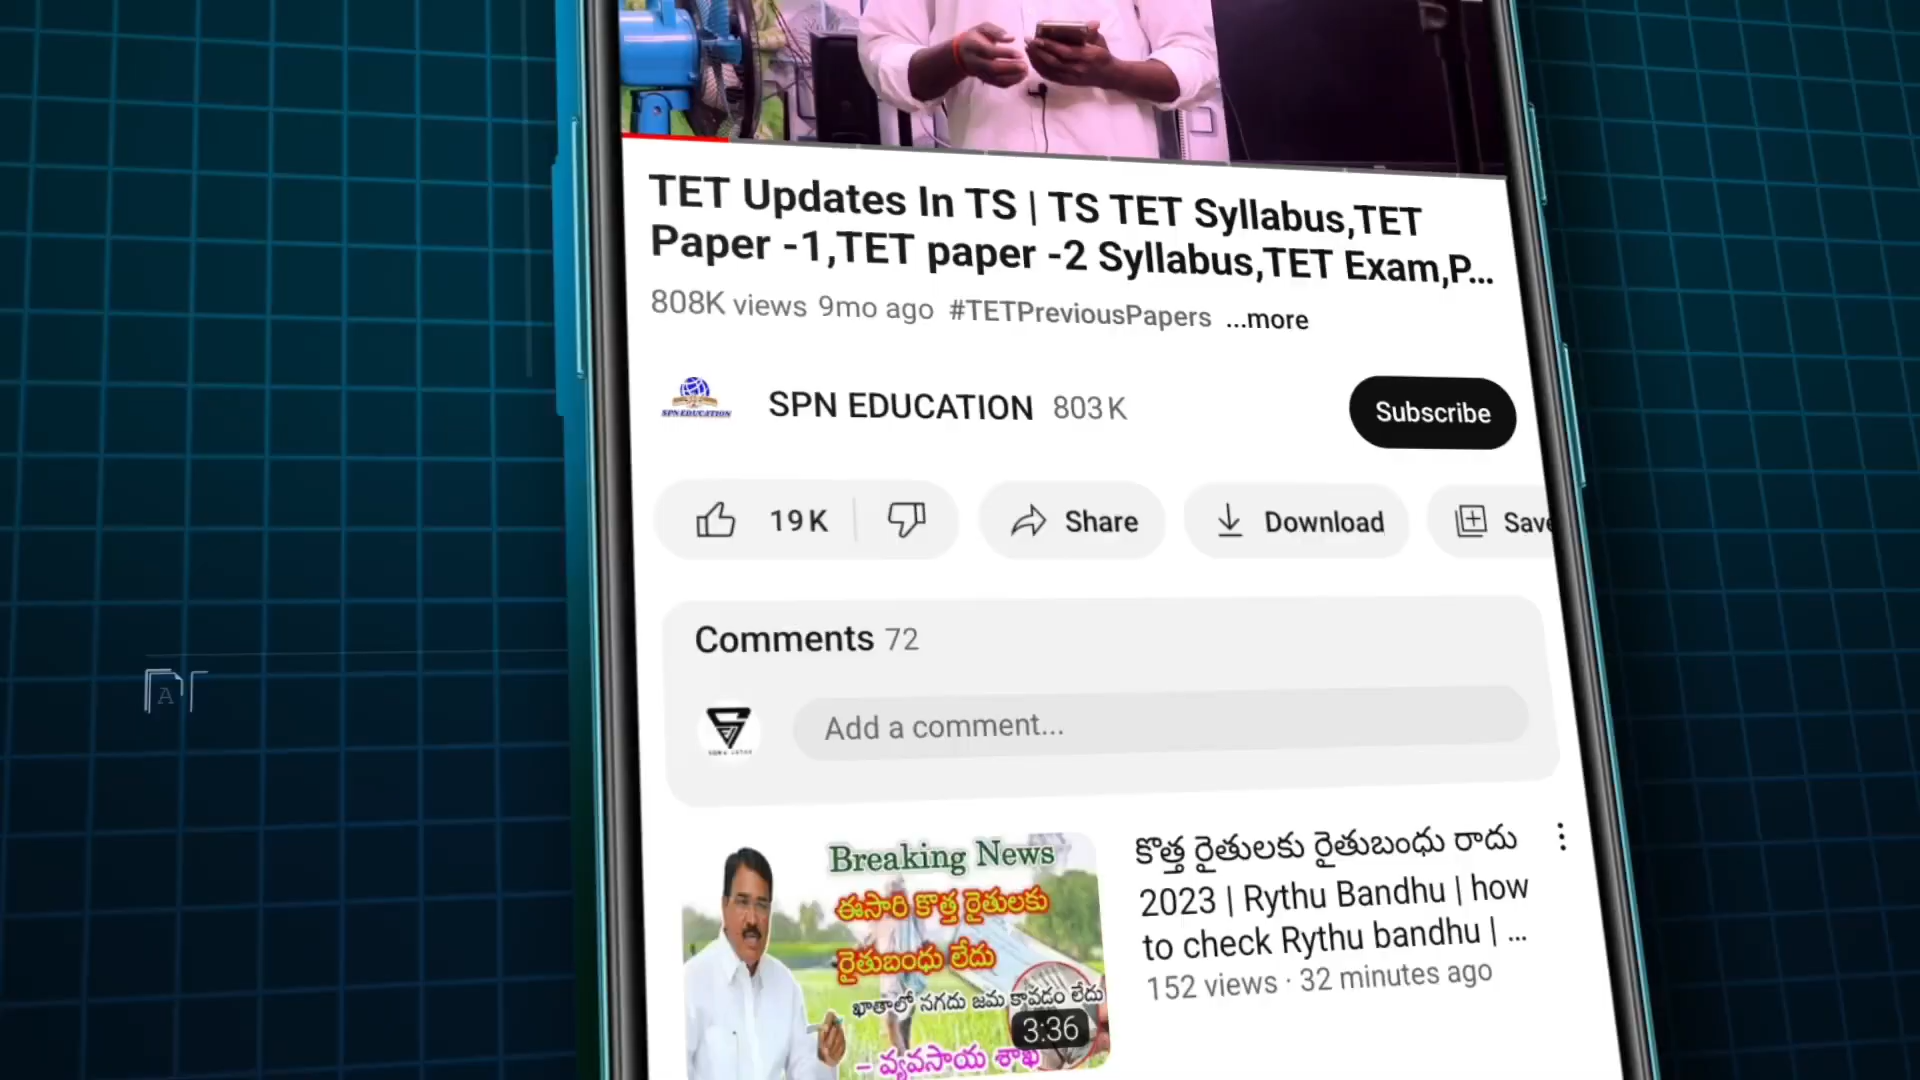 TET Updates In TS | TS TET Syllabus,TET
Paper -1,TET paper -2 Syllabus,TET Exam,P...
808K views 9mo ago #TETPreviousPapers ...more
SPN EDUCATION
SPN EDUCATION 803K
Subscribe
19K
Share
Download
Save
Comments 72
Add a comment...
Breaking News
ఈసారి కొత్త రైతులకు
రైతుబంధు లేదు
ఖాతాలో నగదు జమ కావడం లేదు
3:36
- వ్యవసాయ శాఖ
కొత్త రైతులకు రైతుబంధు రాదు
2023 | Rythu Bandhu | how
to check Rythu bandhu | ...
152 views · 32 minutes ago
A